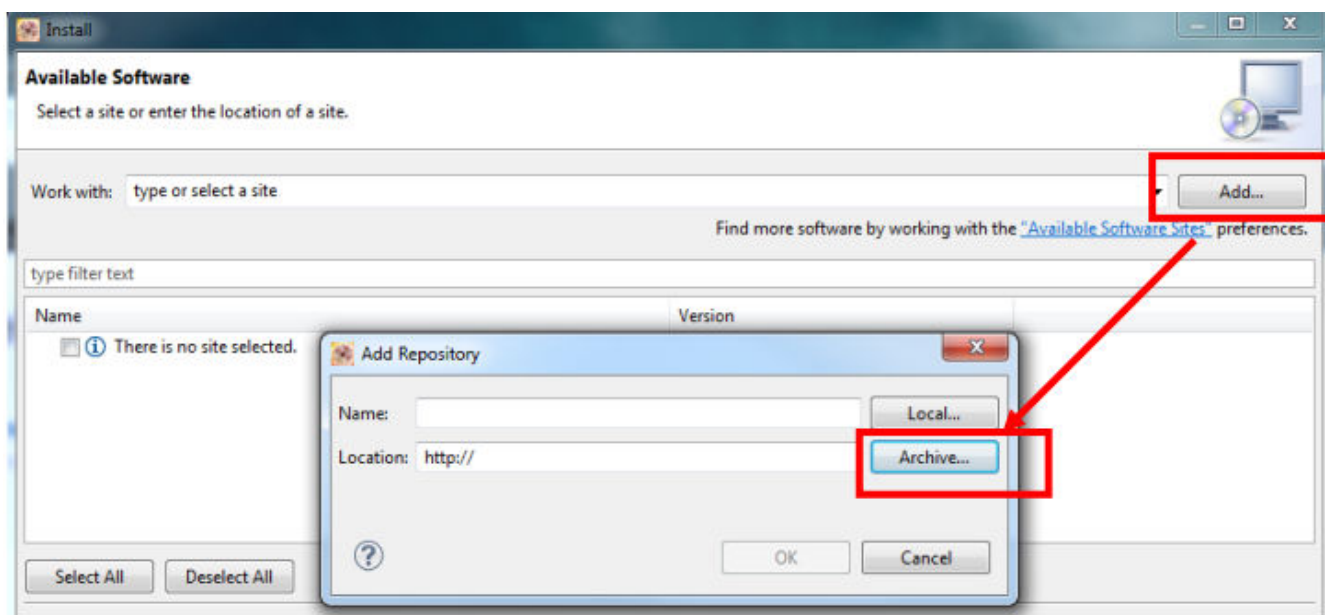 Install
Available Software
Select a site or enter the location of a site.
Work with: type or select a site Add...
Find more software by working with the "Available Software Sites" preferences.
type filter text
Name Version
There is no site selected.
Add Repository
Name: Local...
Location: http:// Archive...
OK Cancel
Select All Deselect All